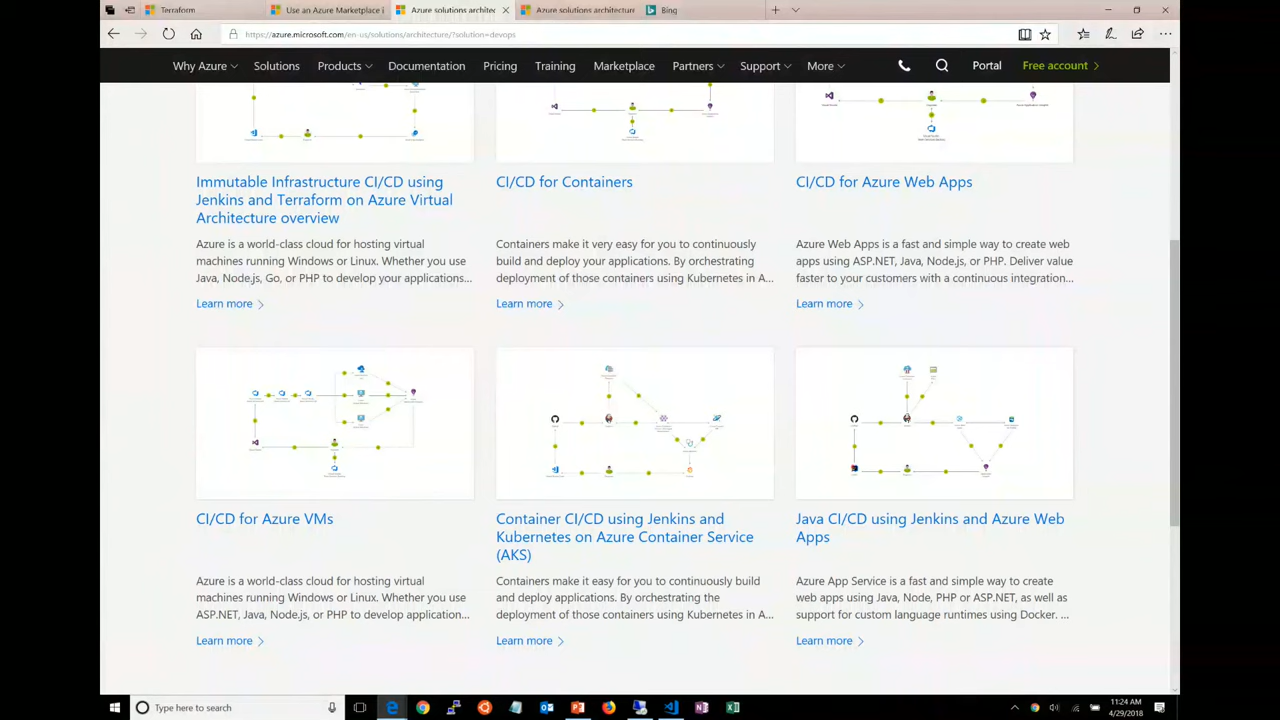 Terraform
Use an Azure Marketplace i
Azure solutions architec
Azure solutions architecture
Bing
https://azure.microsoft.com/en-us/solutions/architecture/?solution=devops
Why Azure
Solutions
Products
Documentation
Pricing
Training
Marketplace
Partners
Support
More
Portal
Free account
Immutable Infrastructure CI/CD using
Jenkins and Terraform on Azure Virtual
Architecture overview
Azure is a world-class cloud for hosting virtual
machines running Windows or Linux. Whether you use
Java, Node.js, Go, or PHP to develop your applications...
Learn more
CI/CD for Containers
Containers make it very easy for you to continuously
build and deploy your applications. By orchestrating
deployment of those containers using Kubernetes in A...
Learn more
CI/CD for Azure Web Apps
Azure Web Apps is a fast and simple way to create web
apps using ASP.NET, Java, Node.js, or PHP. Deliver value
faster to your customers with a continuous integration...
Learn more
CI/CD for Azure VMs
Azure is a world-class cloud for hosting virtual
machines running Windows or Linux. Whether you use
ASP.NET, Java, Node.js, or PHP to develop application...
Learn more
Container CI/CD using Jenkins and
Kubernetes on Azure Container Service
(AKS)
Containers make it easy for you to continuously build
and deploy applications. By orchestrating the
deployment of those containers using Kubernetes in A...
Learn more
Java CI/CD using Jenkins and Azure Web
Apps
Azure App Service is a fast and simple way to create
web apps using Java, Node, PHP or ASP.NET, as well as
support for custom language runtimes using Docker. ...
Learn more
Type here to search
11:24 AM
4/29/2018